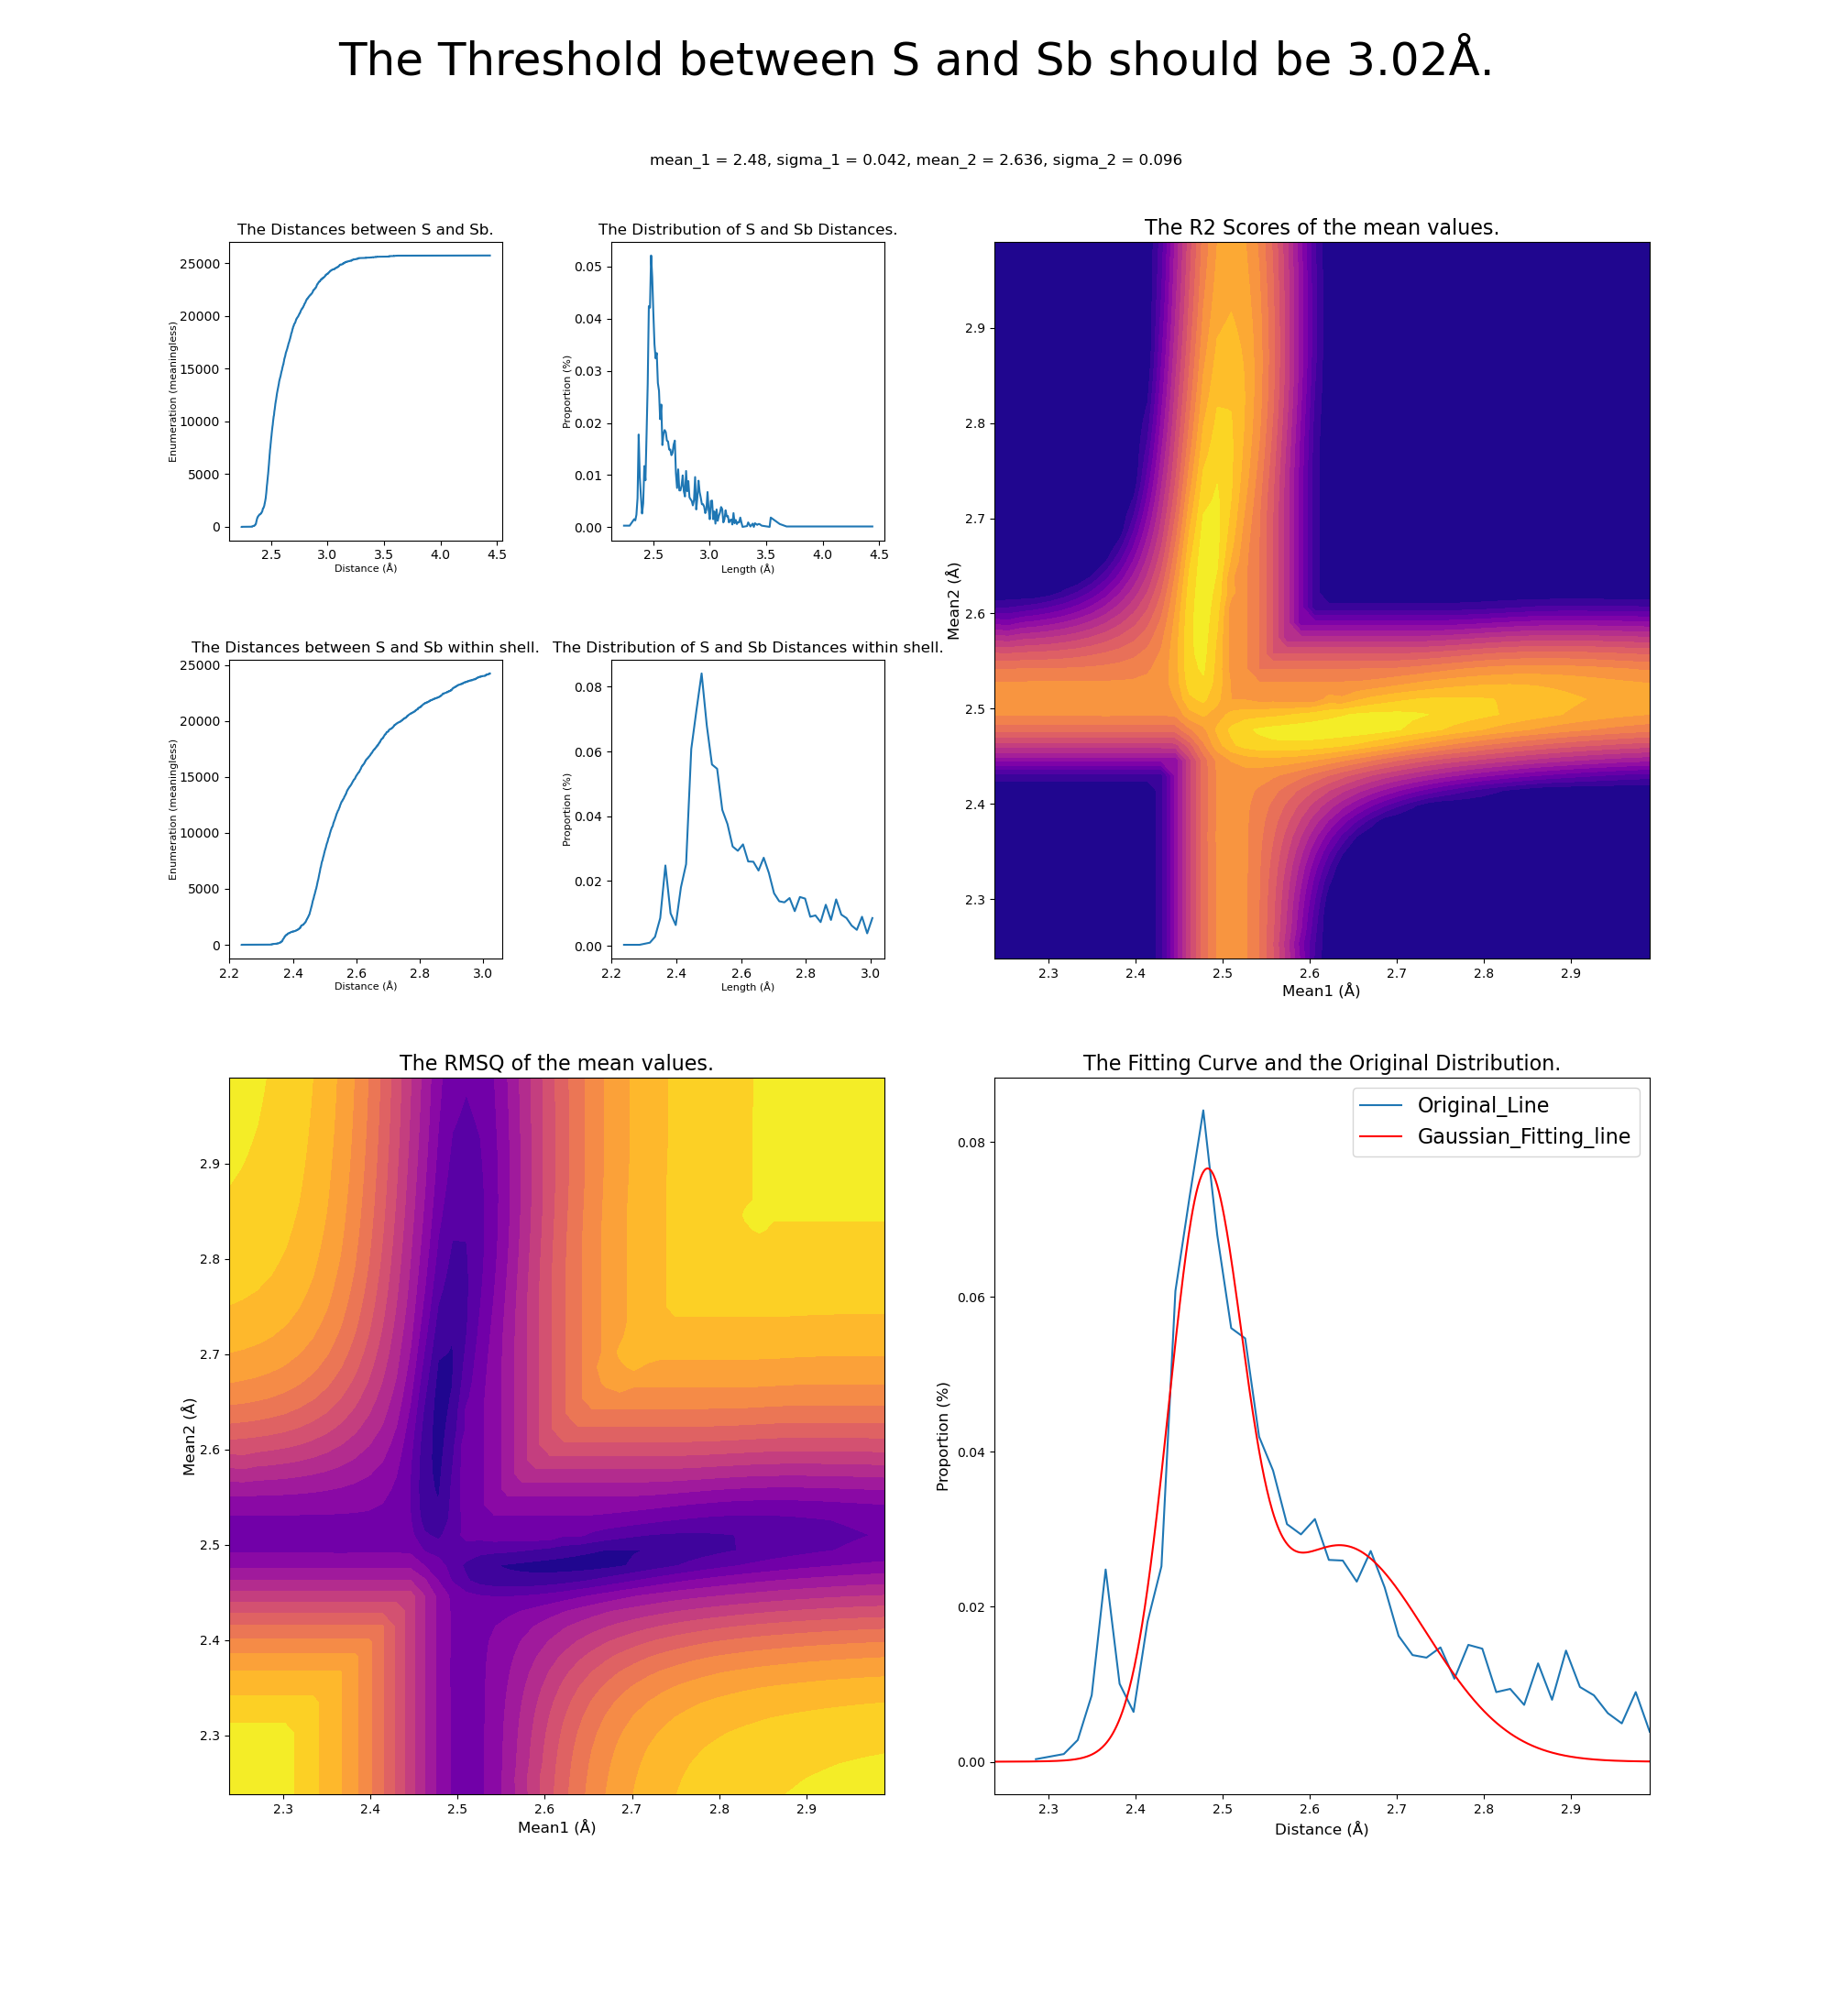 The Threshold between S and Sb should be 3.02Å.
mean_1 = 2.48, sigma_1 = 0.042, mean_2 = 2.636, sigma_2 = 0.096
The Distances between S and Sb.
25000
20000
15000
10000
5000
0
Enumeration (meaningless)
2.5 3.0 3.5 4.0 4.5
Distance (Å)
The Distribution of S and Sb Distances.
0.05
0.04
0.03
0.02
0.01
0.00
Proportion (%)
2.5 3.0 3.5 4.0 4.5
Length (Å)
The R2 Scores of the mean values.
2.9
2.8
2.7
2.6
2.5
2.4
2.3
Mean2 (Å)
2.3 2.4 2.5 2.6 2.7 2.8 2.9
Mean1 (Å)
The Distances between S and Sb within shell.
25000
20000
15000
10000
5000
0
Enumeration (meaningless)
2.2 2.4 2.6 2.8 3.0
Distance (Å)
The Distribution of S and Sb Distances within shell.
0.08
0.06
0.04
0.02
0.00
Proportion (%)
2.2 2.4 2.6 2.8 3.0
Length (Å)
The RMSQ of the mean values.
2.9
2.8
2.7
2.6
2.5
2.4
2.3
Mean2 (Å)
2.3 2.4 2.5 2.6 2.7 2.8 2.9
Mean1 (Å)
The Fitting Curve and the Original Distribution.
Original_Line
Gaussian_Fitting_line
0.08
0.06
0.04
0.02
0.00
Proportion (%)
2.3 2.4 2.5 2.6 2.7 2.8 2.9
Distance (Å)